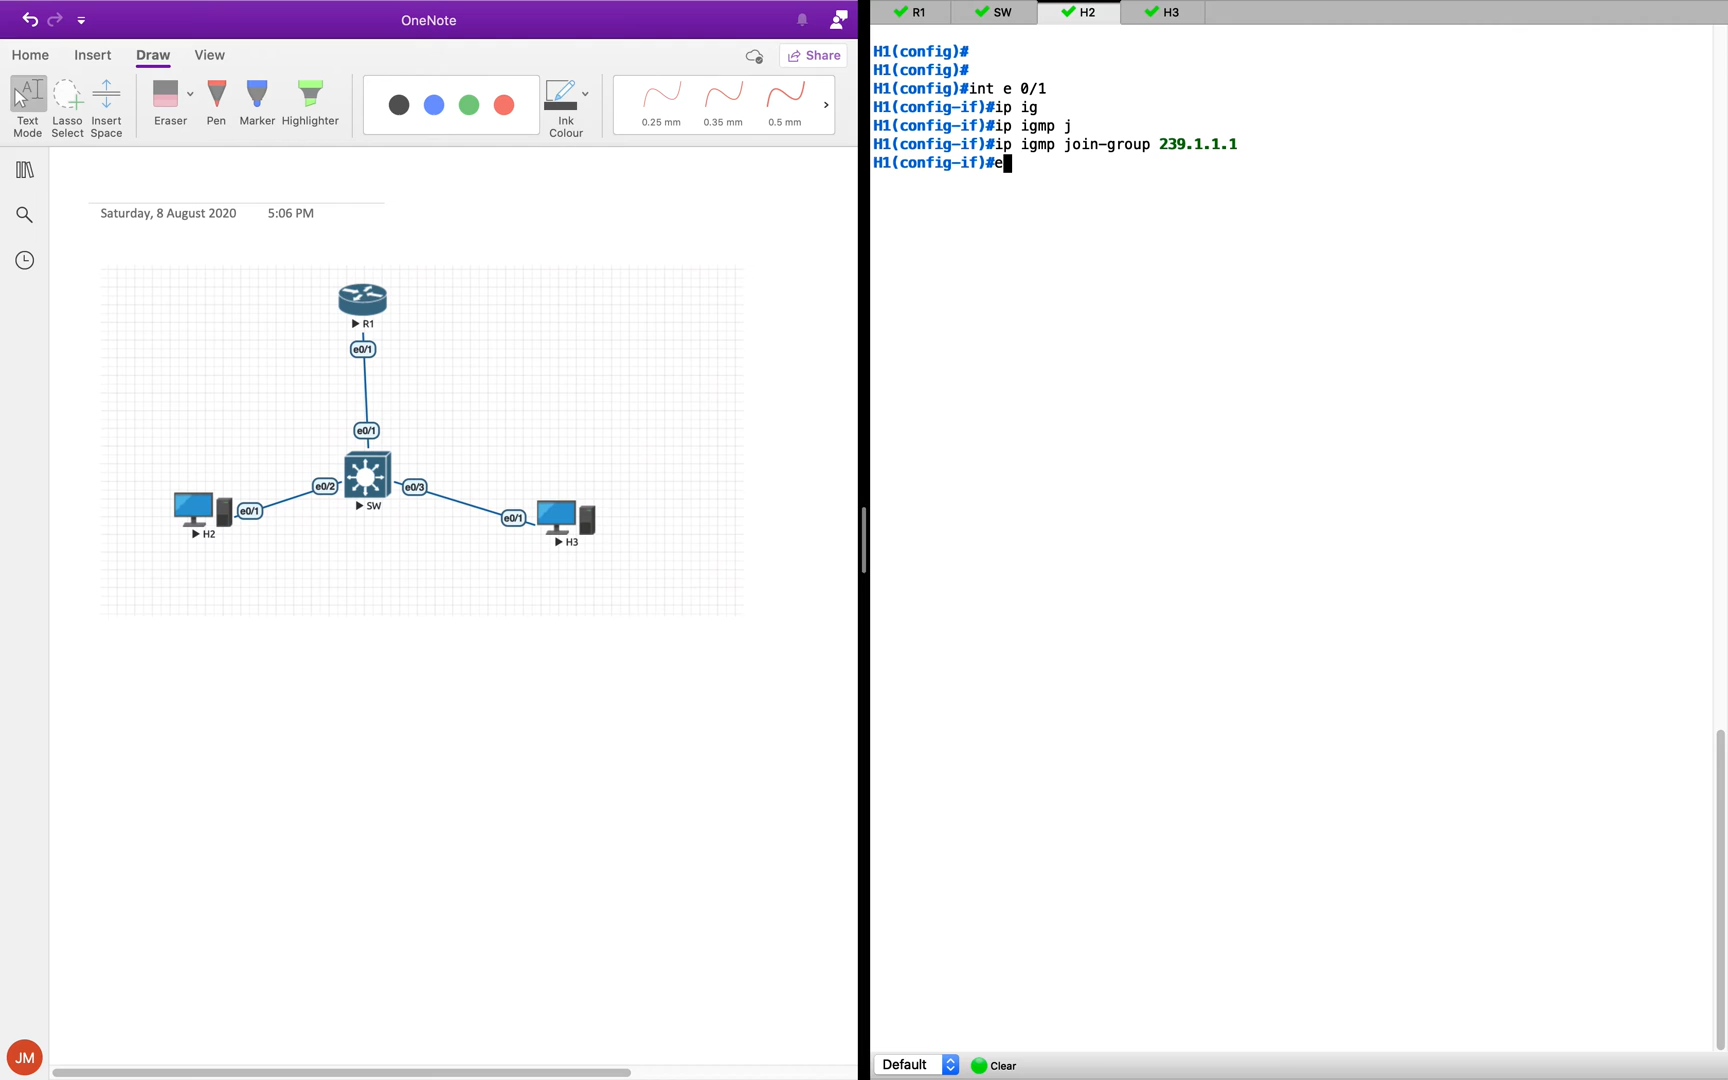 OneNote
Home Insert Draw View
Share
Text Mode
Lasso Select
Insert Space
Eraser
Pen
Marker
Highlighter
Ink Colour
0.25 mm
0.35 mm
0.5 mm
Saturday, 8 August 2020 5:06 PM
R1
e0/1
e0/1
e0/2
e0/3
SW
e0/1
H2
e0/1
H3
JM
R1 SW H2 H3
H1(config)#
H1(config)#
H1(config)#int e 0/1
H1(config-if)#ip ig
H1(config-if)#ip igmp j
H1(config-if)#ip igmp join-group 239.1.1.1
H1(config-if)#e
Default Clear